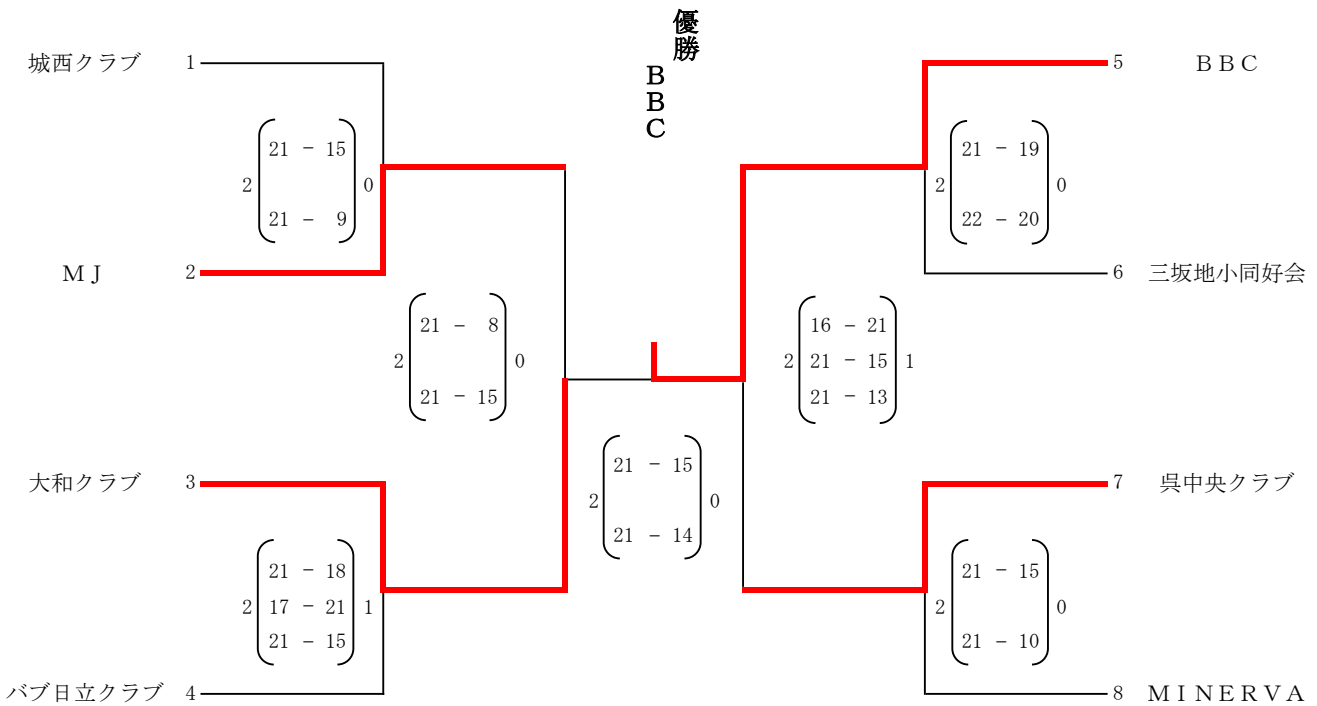 優勝
BBC
城西クラブ 1
5 ＢＢＣ
2 21 － 15 0
21 － 9
2 21 － 19 0
22 － 20
ＭＪ 2
6 三坂地小同好会
2 21 － 8 0
21 － 15
16 － 21
2 21 － 15 1
21 － 13
大和クラブ 3
7 呉中央クラブ
2 21 － 15 0
21 － 14
21 － 18
2 17 － 21 1
21 － 15
2 21 － 15 0
21 － 10
バブ日立クラブ 4
8 ＭＩＮＥＲＶＡ